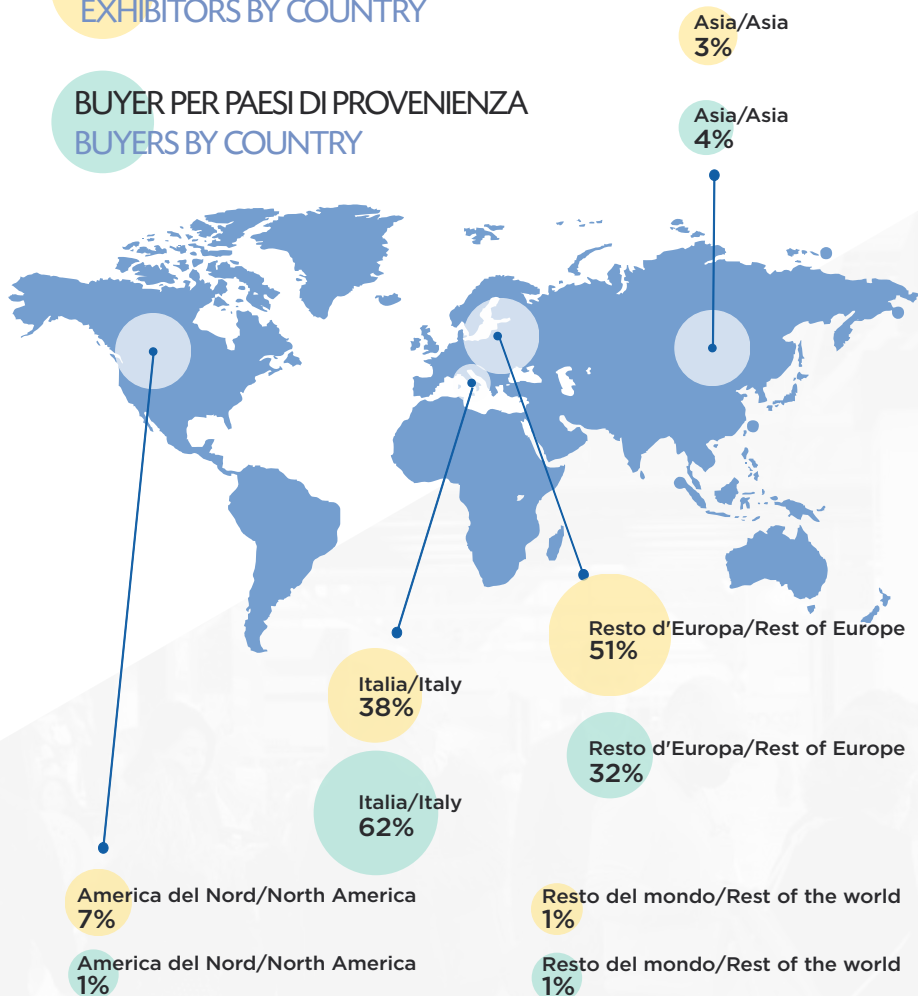 EXHIBITORS BY COUNTRY
BUYER PER PAESI DI PROVENIENZA
BUYERS BY COUNTRY
Asia/Asia
3%
Asia/Asia
4%
Resto d'Europa/Rest of Europe
51%
Italia/Italy
38%
Resto d'Europa/Rest of Europe
32%
Italia/Italy
62%
America del Nord/North America
7%
Resto del mondo/Rest of the world
1%
America del Nord/North America
1%
Resto del mondo/Rest of the world
1%